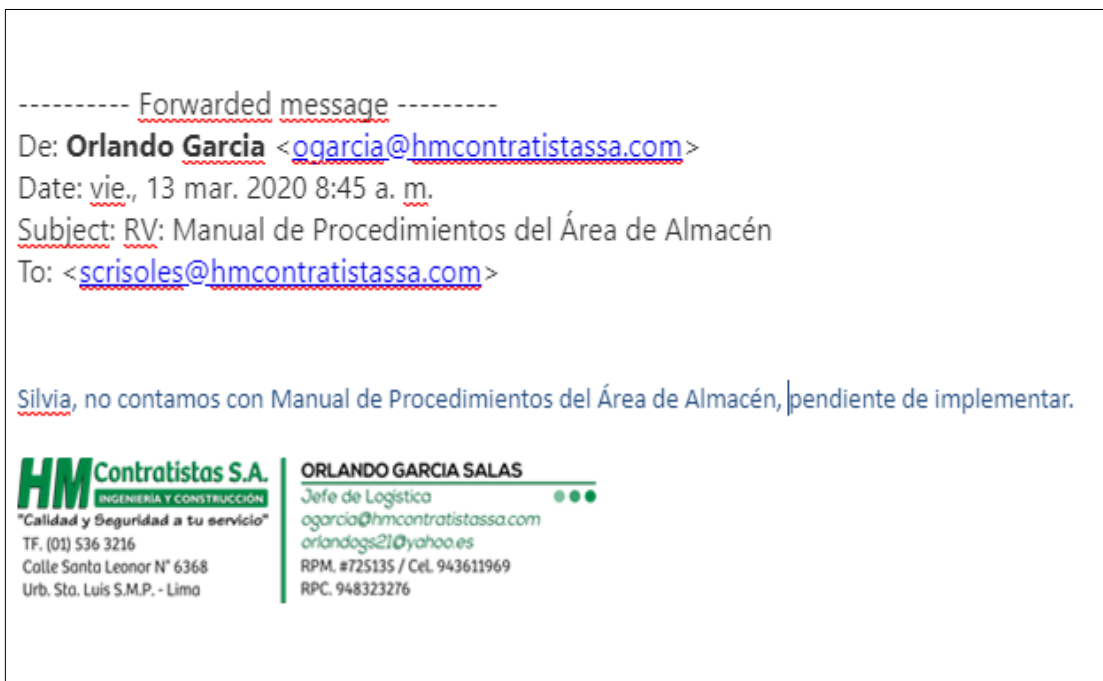 ---------- Forwarded message ---------
De: Orlando Garcia <ogarcia@hmcontratistassa.com>
Date: vie., 13 mar. 2020 8:45 a. m.
Subject: RV: Manual de Procedimientos del Área de Almacén
To: <scrisoles@hmcontratistassa.com>
Silvia, no contamos con Manual de Procedimientos del Área de Almacén, pendiente de implementar.
HM Contratistas S.A.
INGENIERÍA Y CONSTRUCCIÓN
"Calidad y Seguridad a tu servicio"
TF. (01) 536 3216
Calle Santa Leonor N° 6368
Urb. Sta. Luis S.M.P. - Lima
ORLANDO GARCIA SALAS
Jefe de Logística
ogarcia@hmcontratistassa.com
orlandogs21@yahoo.es
RPM. #725135 / Cel. 943611969
RPC. 948323276